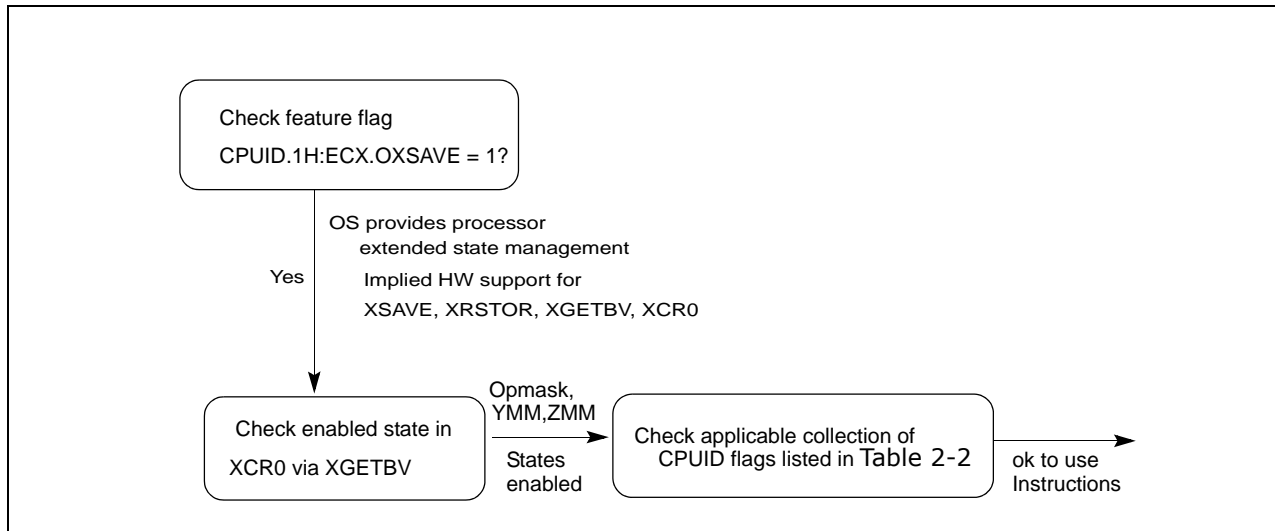 Check feature flag
CPUID.1H:ECX.OXSAVE = 1?
OS provides processor
extended state management
Yes
Implied HW support for
XSAVE, XRSTOR, XGETBV, XCR0
Check enabled state in
XCR0 via XGETBV
Opmask,
YMM,ZMM
States
enabled
Check applicable collection of
CPUID flags listed in Table 2-2
ok to use
Instructions